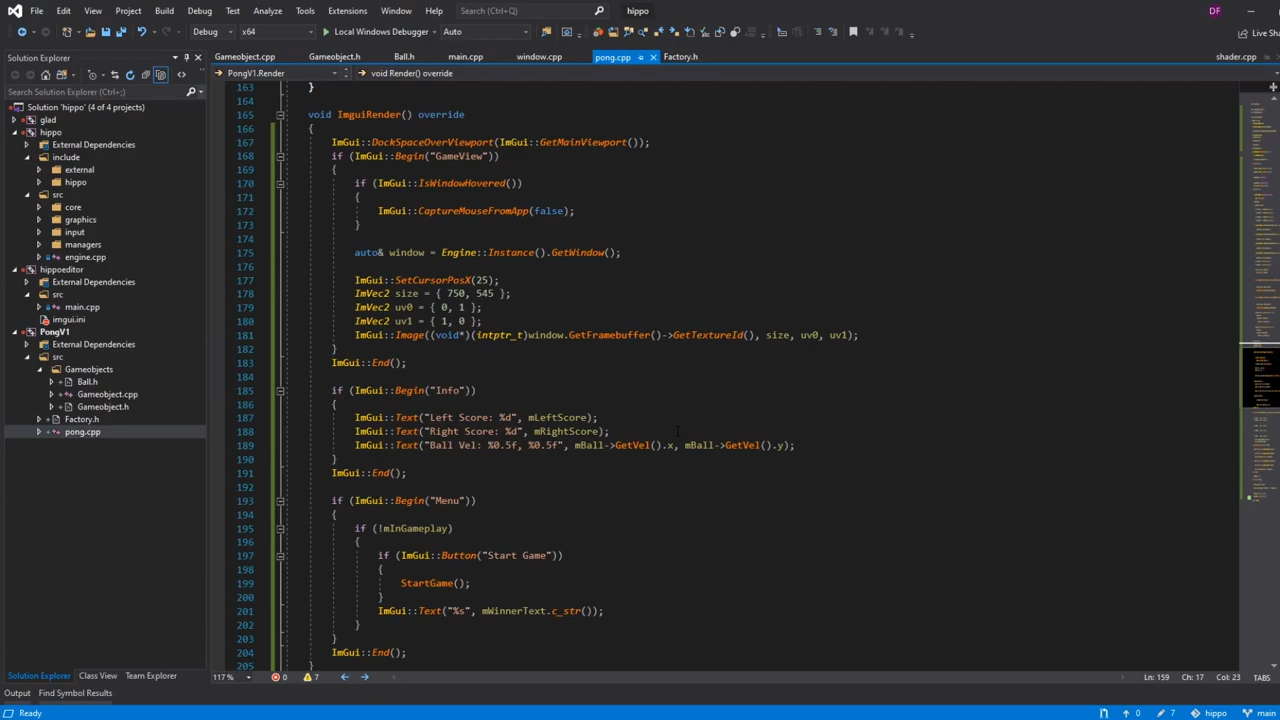 File Edit View Project Build Debug Test Analyze Tools Extensions Window Help Search (Ctrl+Q) hippo DF
Debug x64 Local Windows Debugger Auto Live Sha
Solution Explorer
Gameobject.cpp Gameobject.h Ball.h main.cpp window.cpp pong.cpp Factory.h shader.cpp
PongV1.Render void Render() override
Search Solution Explorer (Ctrl+;)
Solution 'hippo' (4 of 4 projects)
glad
hippo
External Dependencies
include
external
hippo
src
core
graphics
input
managers
engine.cpp
hippoeditor
External Dependencies
src
main.cpp
imgui.ini
PongV1
External Dependencies
src
Gameobjects
Ball.h
Gameobject.cpp
Gameobject.h
Factory.h
pong.cpp
Solution Explorer Class View Team Explorer
163 }
164
165 void ImguiRender() override
166 {
167 ImGui::DockSpaceOverViewport(ImGui::GetMainViewport());
168 if (ImGui::Begin("GameView"))
169 {
170 if (ImGui::IsWindowHovered())
171 {
172 ImGui::CaptureMouseFromApp(false);
173 }
174
175 auto& window = Engine::Instance().GetWindow();
176
177 ImGui::SetCursorPosX(25);
178 ImVec2 size = { 750, 545 };
179 ImVec2 uv0 = { 0, 1 };
180 ImVec2 uv1 = { 1, 0 };
181 ImGui::Image((void*)(intptr_t)window.GetFramebuffer()->GetTextureId(), size, uv0, uv1);
182 }
183 ImGui::End();
184
185 if (ImGui::Begin("Info"))
186 {
187 ImGui::Text("Left Score: %d", mLeftScore);
188 ImGui::Text("Right Score: %d", mRightScore);
189 ImGui::Text("Ball Vel: %0.5f, %0.5f", mBall->GetVel().x, mBall->GetVel().y);
190 }
191 ImGui::End();
192
193 if (ImGui::Begin("Menu"))
194 {
195 if (!mInGameplay)
196 {
197 if (ImGui::Button("Start Game"))
198 {
199 StartGame();
200 }
201 ImGui::Text("%s", mWinnerText.c_str());
202 }
203 }
204 ImGui::End();
205 }
117 % 0 7 Ln: 159 Ch: 17 Col: 23 TABS
Output Find Symbol Results
Ready 0 7 hippo main